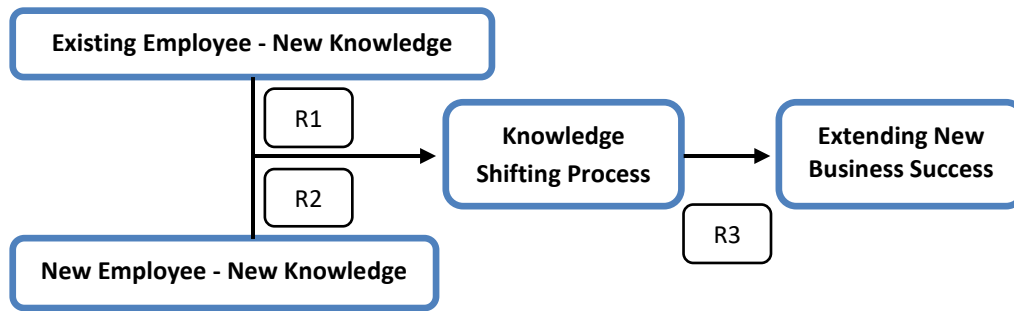 Existing Employee - New Knowledge
R1
Knowledge
Shifting Process
Extending New
Business Success
R2
R3
New Employee - New Knowledge